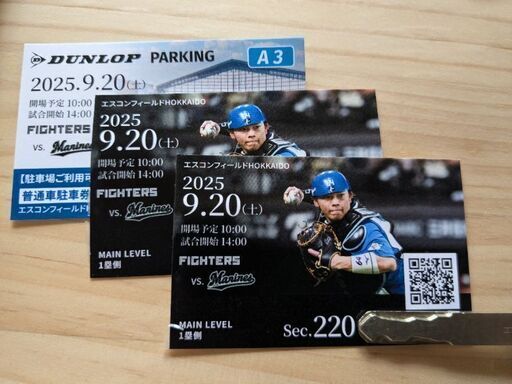 DUNLOP PARKING
A3
2025.9.20(土)
開場予定 10:00
試合開始 14:00
FIGHTERS
vs. Marines
【駐車場ご利用可
普通車駐車券
エスコンフィールド
エスコンフィールドHOKKAIDO
2025
9.20(土)
開場予定 10:00
試合開始 14:00
FIGHTERS
vs. Marines
MAIN LEVEL
1塁側
エスコンフィールドHOKKAIDO
2025
9.20(土)
開場予定 10:00
試合開始 14:00
FIGHTERS
vs. Marines
MAIN LEVEL
1塁側
Sec. 220